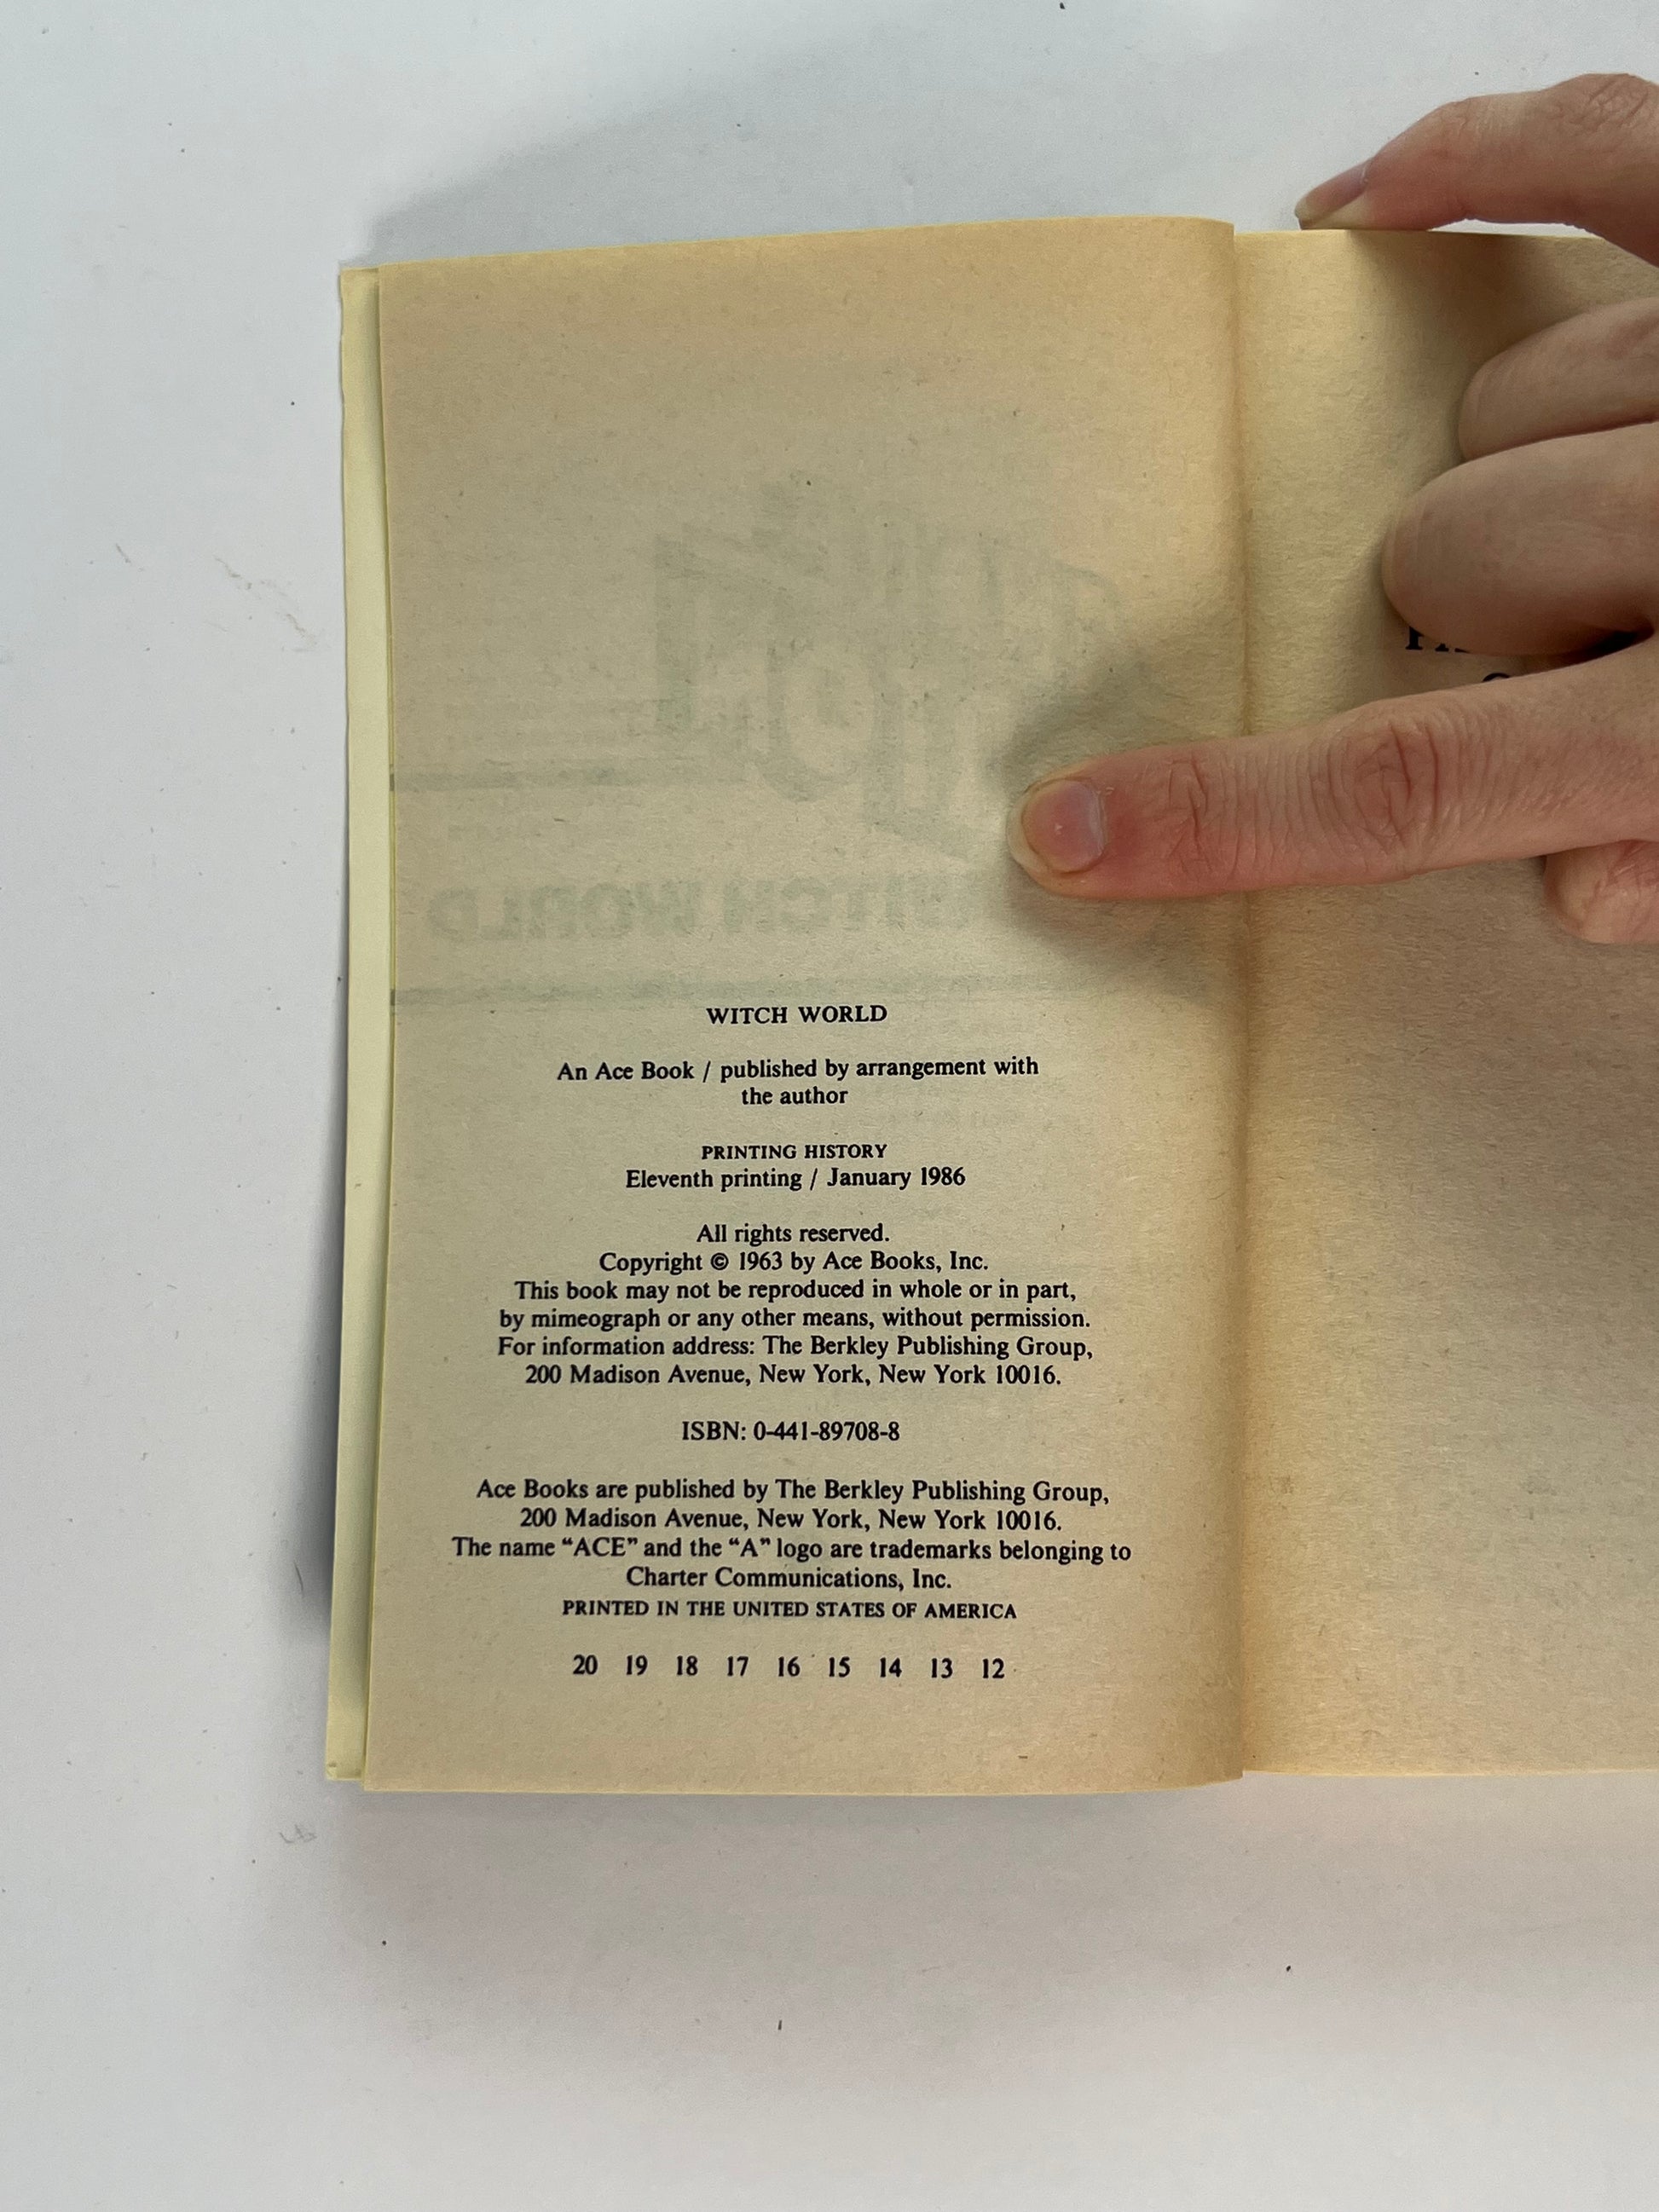 WITCH WORLD
An Ace Book / published by arrangement with
the author
PRINTING HISTORY
Eleventh printing / January 1986
All rights reserved.
Copyright © 1963 by Ace Books, Inc.
This book may not be reproduced in whole or in part,
by mimeograph or any other means, without permission.
For information address: The Berkley Publishing Group,
200 Madison Avenue, New York, New York 10016.
ISBN: 0-441-89708-8
Ace Books are published by The Berkley Publishing Group,
200 Madison Avenue, New York, New York 10016.
The name “ACE” and the “A” logo are trademarks belonging to
Charter Communications, Inc.
PRINTED IN THE UNITED STATES OF AMERICA
20 19 18 17 16 15 14 13 12